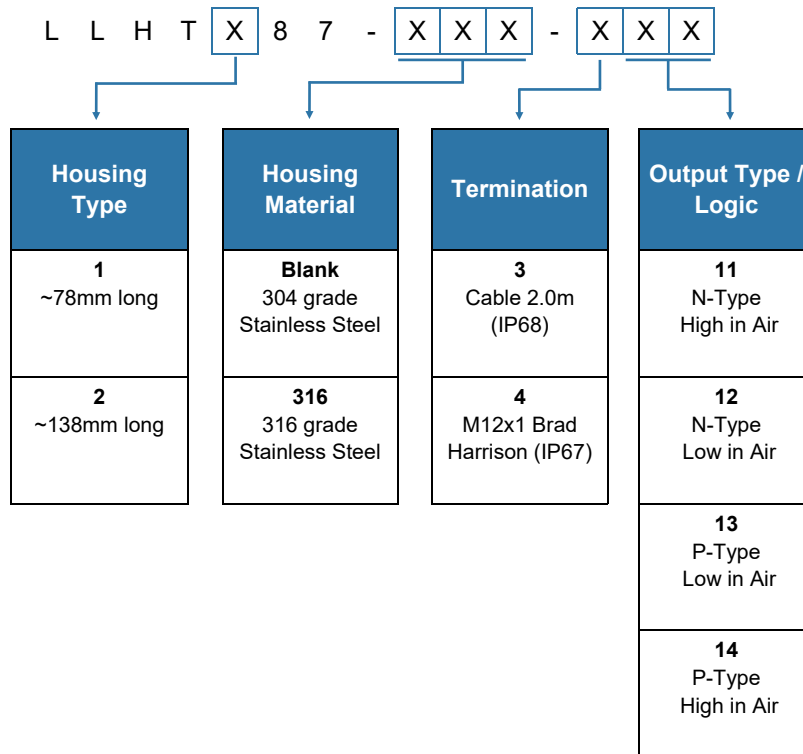 L L H T X 8 7 - X X X - X X X
Housing
Type
1
~78mm long
2
~138mm long
Housing
Material
Blank
304 grade
Stainless Steel
316
316 grade
Stainless Steel
Termination
3
Cable 2.0m
(IP68)
4
M12x1 Brad
Harrison (IP67)
Output Type /
Logic
11
N-Type
High in Air
12
N-Type
Low in Air
13
P-Type
Low in Air
14
P-Type
High in Air